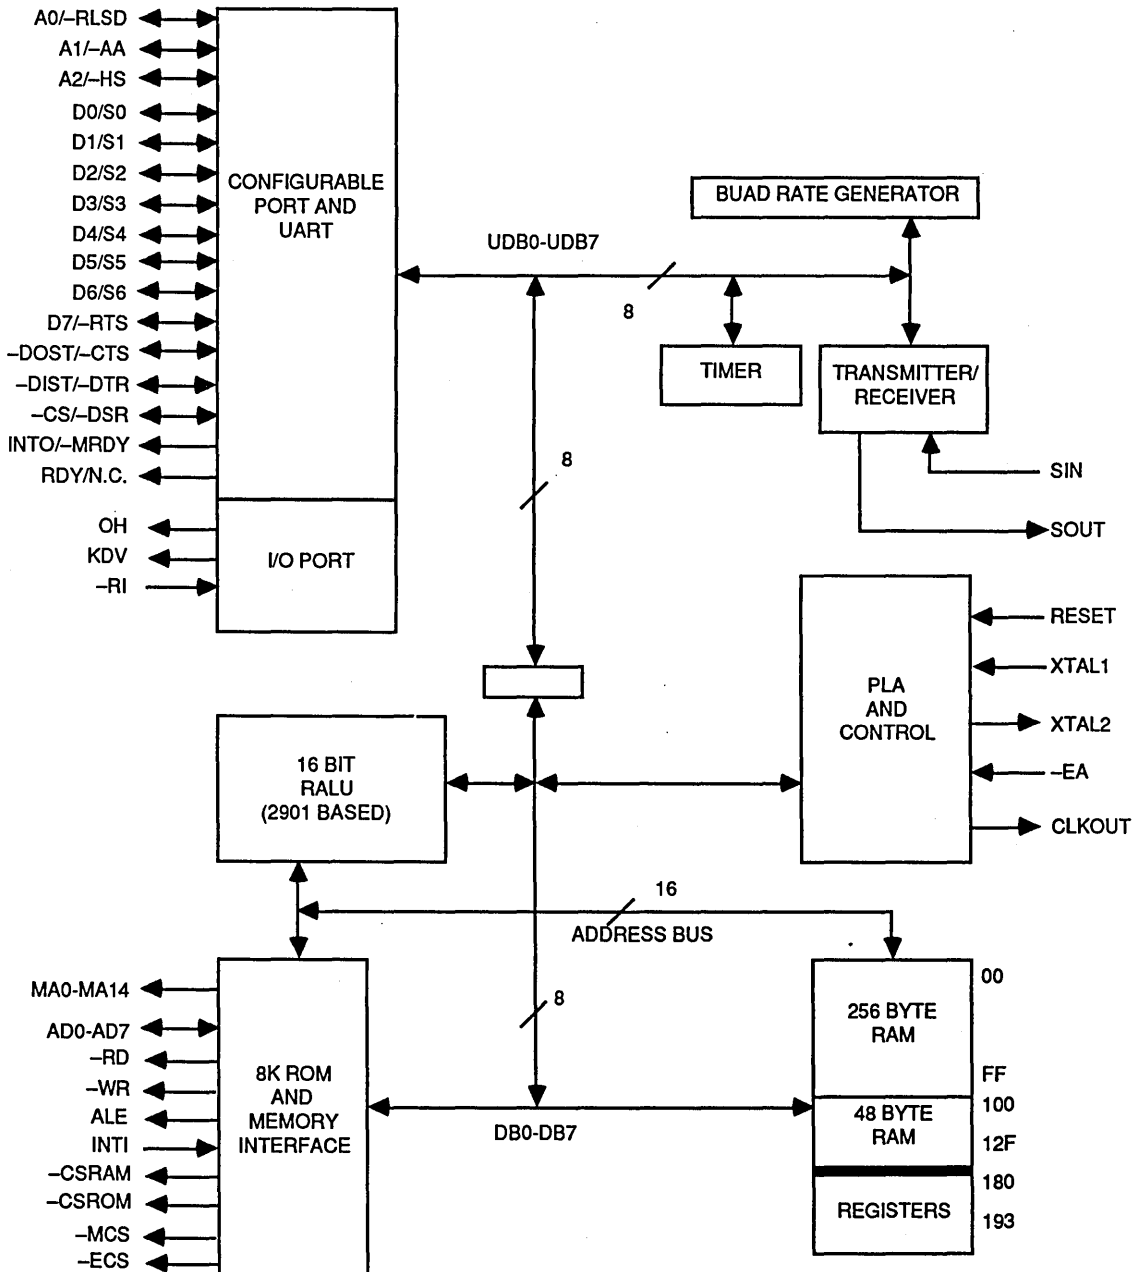 A0/–RLSD
A1/–AA
A2/–HS
D0/S0
D1/S1
D2/S2
D3/S3
D4/S4
D5/S5
D6/S6
D7/–RTS
–DOST/–CTS
–DIST/–DTR
–CS/–DSR
INTO/–MRDY
RDY/N.C.
OH
KDV
–RI
CONFIGURABLE
PORT AND
UART
I/O PORT
UDB0-UDB7
8
BUAD RATE GENERATOR
TIMER
TRANSMITTER/
RECEIVER
SIN
SOUT
8
PLA
AND
CONTROL
RESET
XTAL1
XTAL2
–EA
CLKOUT
16 BIT
RALU
(2901 BASED)
16
ADDRESS BUS
8
DB0-DB7
MA0-MA14
AD0-AD7
–RD
–WR
ALE
INTI
–CSRAM
–CSROM
–MCS
–ECS
8K ROM
AND
MEMORY
INTERFACE
256 BYTE
RAM
48 BYTE
RAM
REGISTERS
00
FF
100
12F
180
193